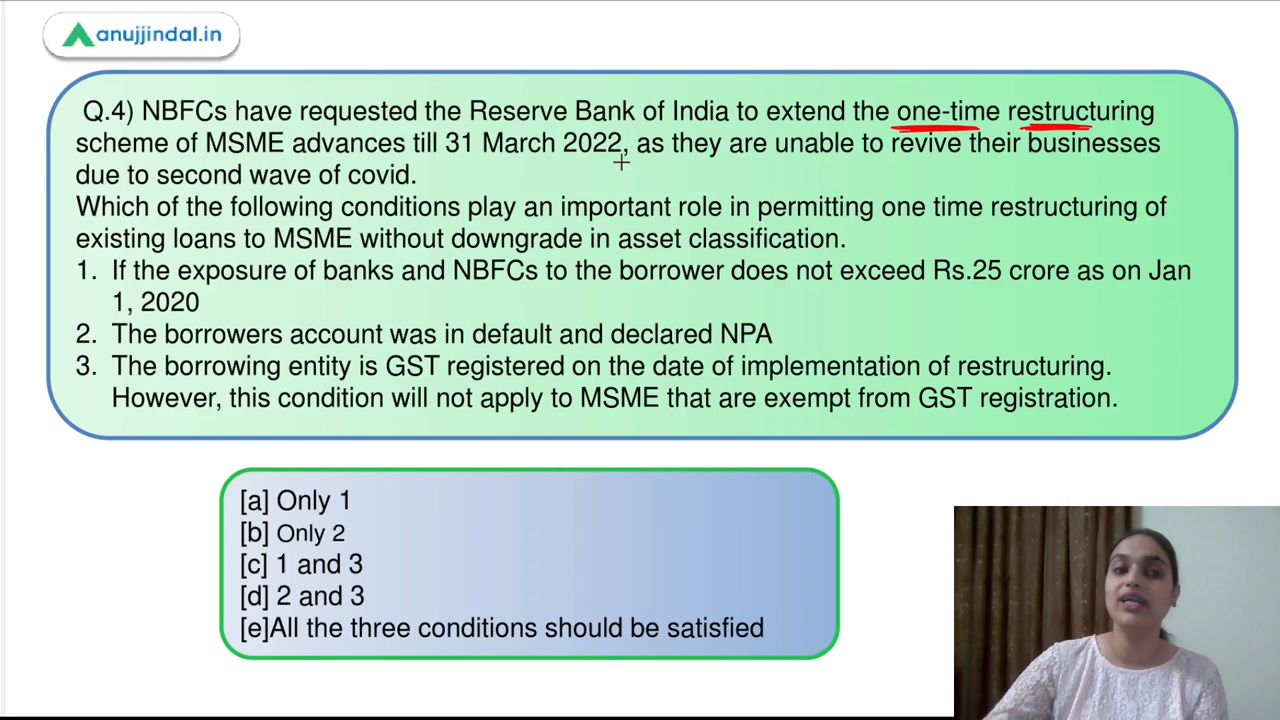 anujjindal.in
Q.4) NBFCs have requested the Reserve Bank of India to extend the one-time restructuring
scheme of MSME advances till 31 March 2022, as they are unable to revive their businesses
due to second wave of covid.
Which of the following conditions play an important role in permitting one time restructuring of
existing loans to MSME without downgrade in asset classification.
1. If the exposure of banks and NBFCs to the borrower does not exceed Rs.25 crore as on Jan
1, 2020
2. The borrowers account was in default and declared NPA
3. The borrowing entity is GST registered on the date of implementation of restructuring.
However, this condition will not apply to MSME that are exempt from GST registration.
[a] Only 1
[b] Only 2
[c] 1 and 3
[d] 2 and 3
[e]All the three conditions should be satisfied